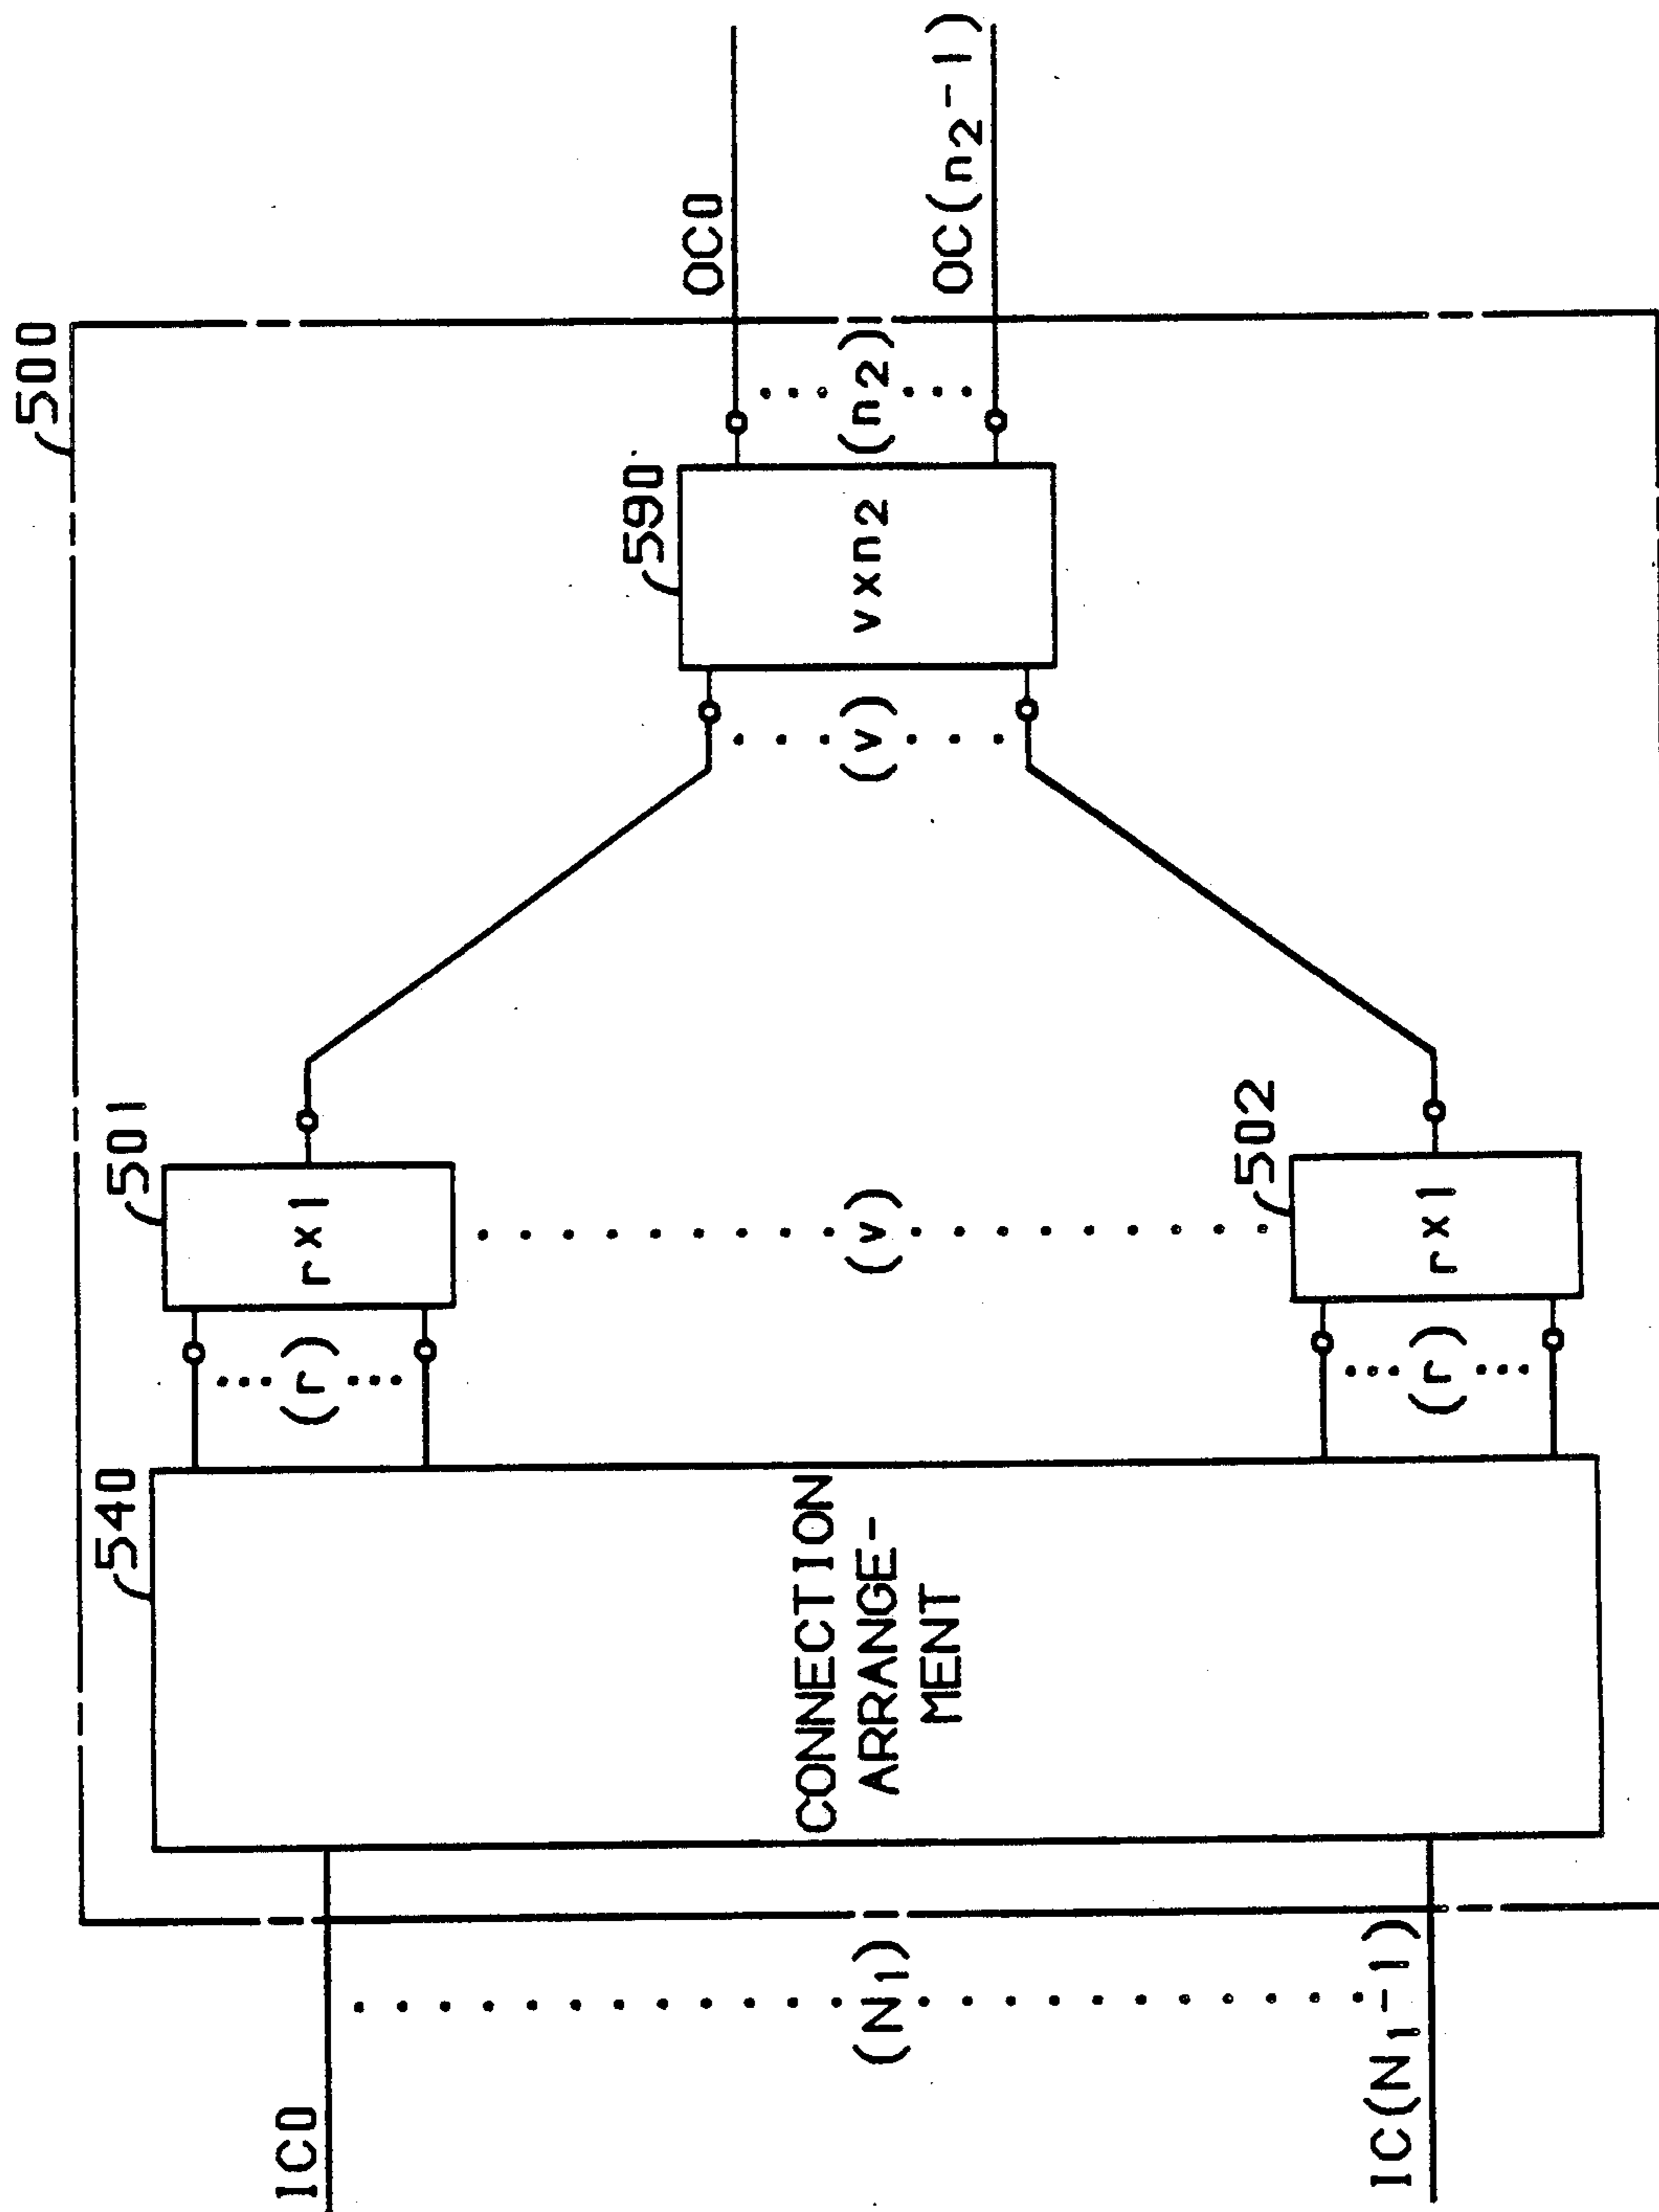 500
540
501
502
590
IC0
(N1)
IC(N1-1)
CONNECTION
ARRANGE-
MENT
(r)
(r)
rx1
(v)
rx1
(v)
vxn2
(n2)
OC0
OC(n2-1)